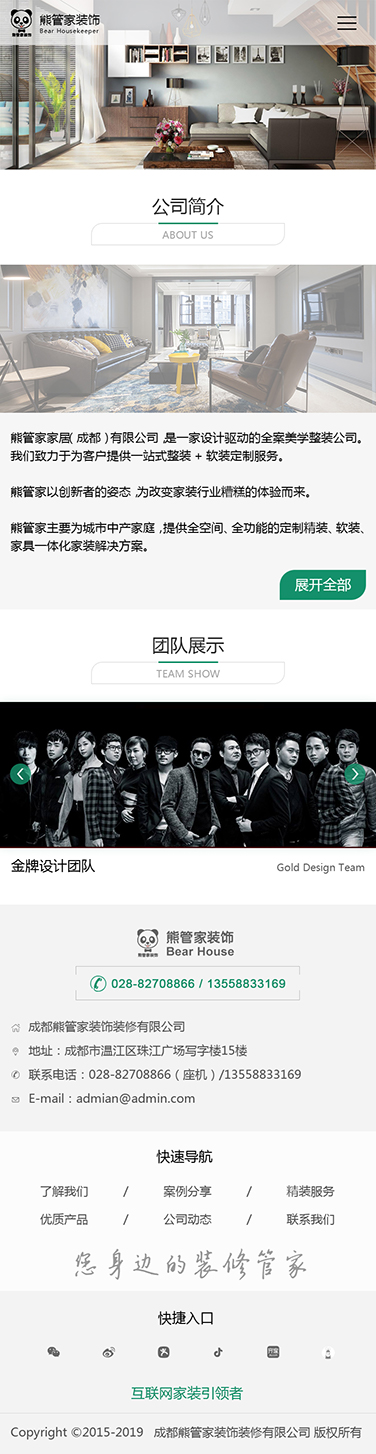 熊管家装饰
Bear Housekeeper
公司简介
ABOUT US
熊管家家居(成都)有限公司,是一家设计驱动的全案美学整装公司。
我们致力于为客户提供一站式整装 + 软装定制服务。
熊管家以创新者的姿态,为改变家装行业糟糕的体验而来。
熊管家主要为城市中产家庭,提供全空间、全功能的定制精装、软装、
家具一体化家装解决方案。
展开全部
团队展示
TEAM SHOW
金牌设计团队 Gold Design Team
熊管家装饰
Bear House
028-82708866 / 13558833169
成都熊管家装饰装修有限公司
地址:成都市温江区珠江广场写字楼15楼
联系电话:028-82708866(座机)/13558833169
E-mail:admian@admin.com
快速导航
了解我们 / 案例分享 / 精装服务
优质产品 / 公司动态 / 联系我们
您身边的装修管家
快捷入口
互联网家装引领者
Copyright ©2015-2019 成都熊管家装饰装修有限公司 版权所有